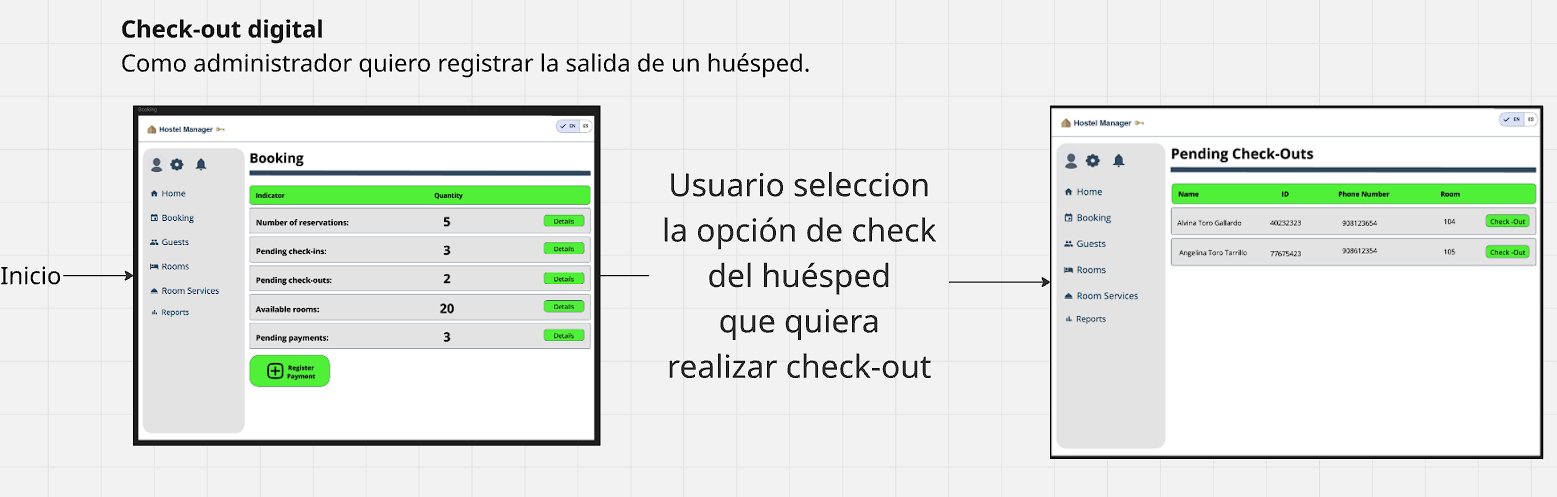 Check-out digital
Como administrador quiero registrar la salida de un huésped.
Inicio
Booking
Hostel Manager
EN ES
Booking
Home
Booking
Guests
Rooms
Room Services
Reports
Indicator Quantity
Number of reservations: 5 Details
Pending check-ins: 3 Details
Pending check-outs: 2 Details
Available rooms: 20 Details
Pending payments: 3 Details
Register
Payment
Usuario seleccion
la opción de check
del huésped
que quiera
realizar check-out
Hostel Manager
EN ES
Pending Check-Outs
Home
Booking
Guests
Rooms
Room Services
Reports
Name ID Phone Number Room
Alvina Toro Gallardo 40232323 903123654 104 Check -Out
Angelina Toro Tarrillo 77675423 908612354 105 Check -Out